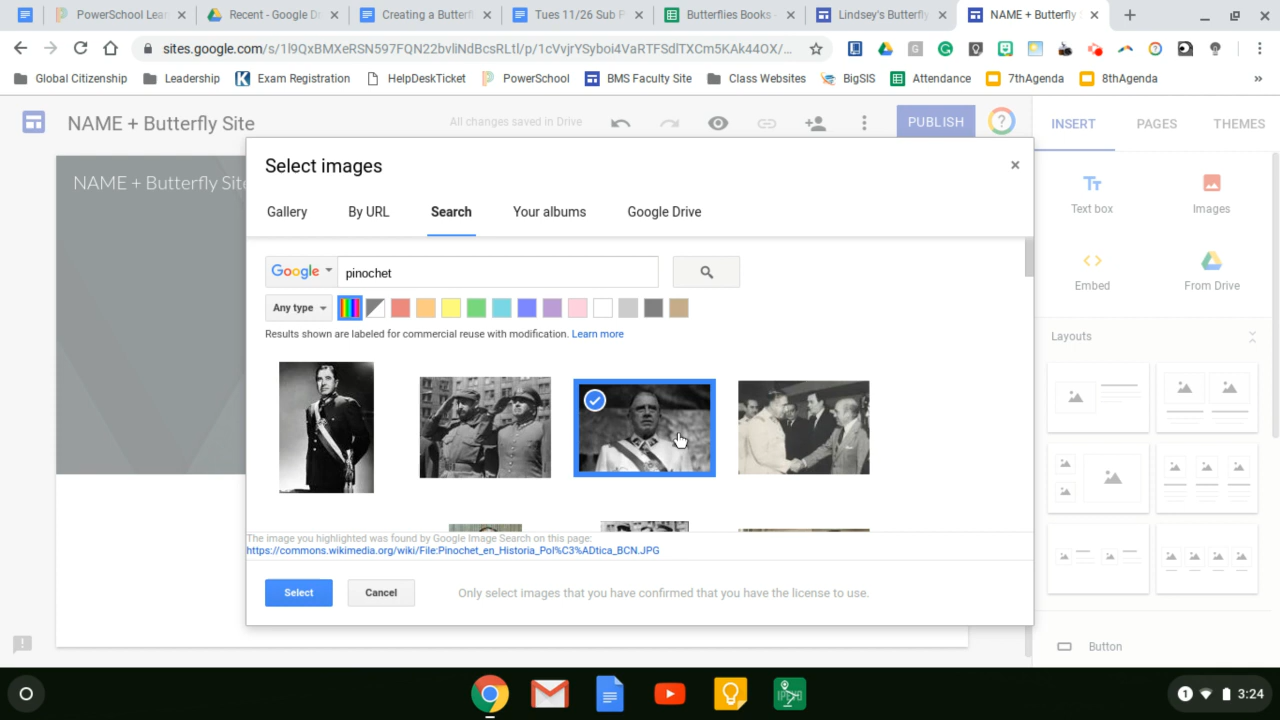 PowerSchool Lea
Recent - Google D
Creating a Butterf
Tues 11/26 Sub P
Butterflies Books -
Lindsey's Butterfly
NAME + Butterfly
sites.google.com/s/1l9QxBMXeRSN597FQN22bvliNdBcsRLtl/p/1cVvjrYSyboi4VaRTFSdlTXCm5KAk44OX/...
Global Citizenship
Leadership
Exam Registration
HelpDeskTicket
PowerSchool
BMS Faculty Site
Class Websites
BigSIS
Attendance
7thAgenda
8thAgenda
»
NAME + Butterfly Site
All changes saved in Drive
PUBLISH
INSERT
PAGES
THEMES
NAME + Butterfly Site
Select images
Gallery
By URL
Search
Your albums
Google Drive
Google
pinochet
Any type
Results shown are labeled for commercial reuse with modification. Learn more
The image you highlighted was found by Google Image Search on this page:
https://commons.wikimedia.org/wiki/File:Pinochet_en_Historia_Pol%C3%ADtica_BCN.JPG
Select
Cancel
Only select images that you have confirmed that you have the license to use.
Text box
Images
Embed
From Drive
Layouts
Button
1
3:24